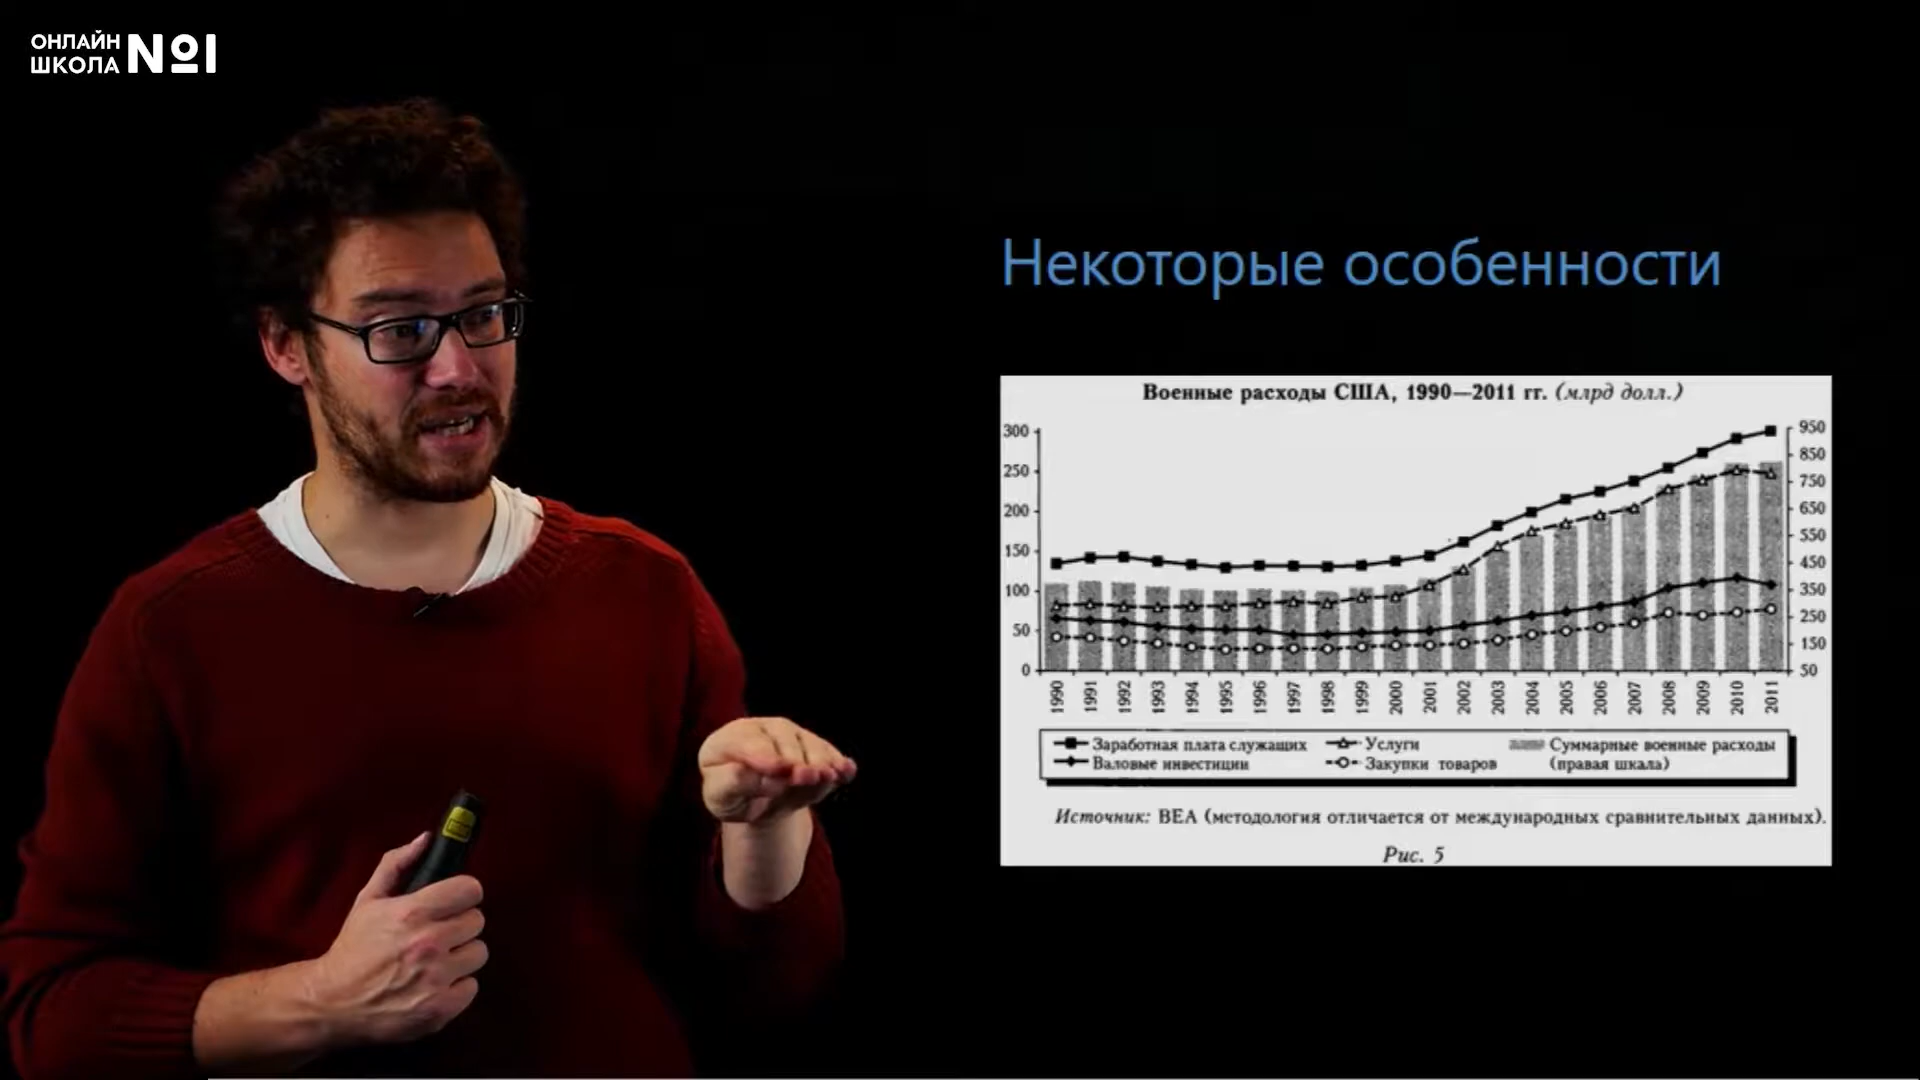 ОНЛАЙН
ШКОЛА №1
Некоторые особенности
Военные расходы США, 1990—2011 гг. (млрд долл.)
300
250
200
150
100
50
0
950
850
750
650
550
450
350
250
150
50
1990 1991 1992 1993 1994 1995 1996 1997 1998 1999 2000 2001 2002 2003 2004 2005 2006 2007 2008 2009 2010 2011
Заработная плата служащих Услуги Суммарные военные расходы
Валовые инвестиции Закупки товаров (правая шкала)
Источник: BEA (методология отличается от международных сравнительных данных).
Рис. 5